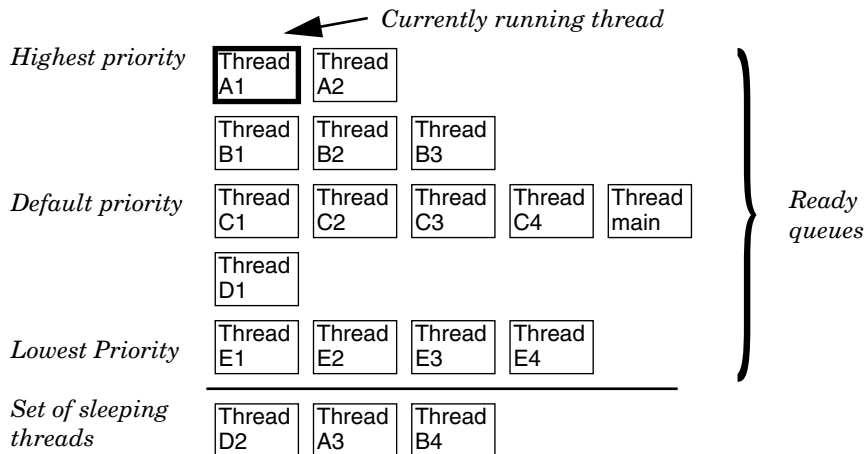 Currently running thread
Highest priority
Thread A1
Thread A2
Thread B1
Thread B2
Thread B3
Default priority
Thread C1
Thread C2
Thread C3
Thread C4
Thread main
Ready queues
Thread D1
Lowest Priority
Thread E1
Thread E2
Thread E3
Thread E4
Set of sleeping threads
Thread D2
Thread A3
Thread B4